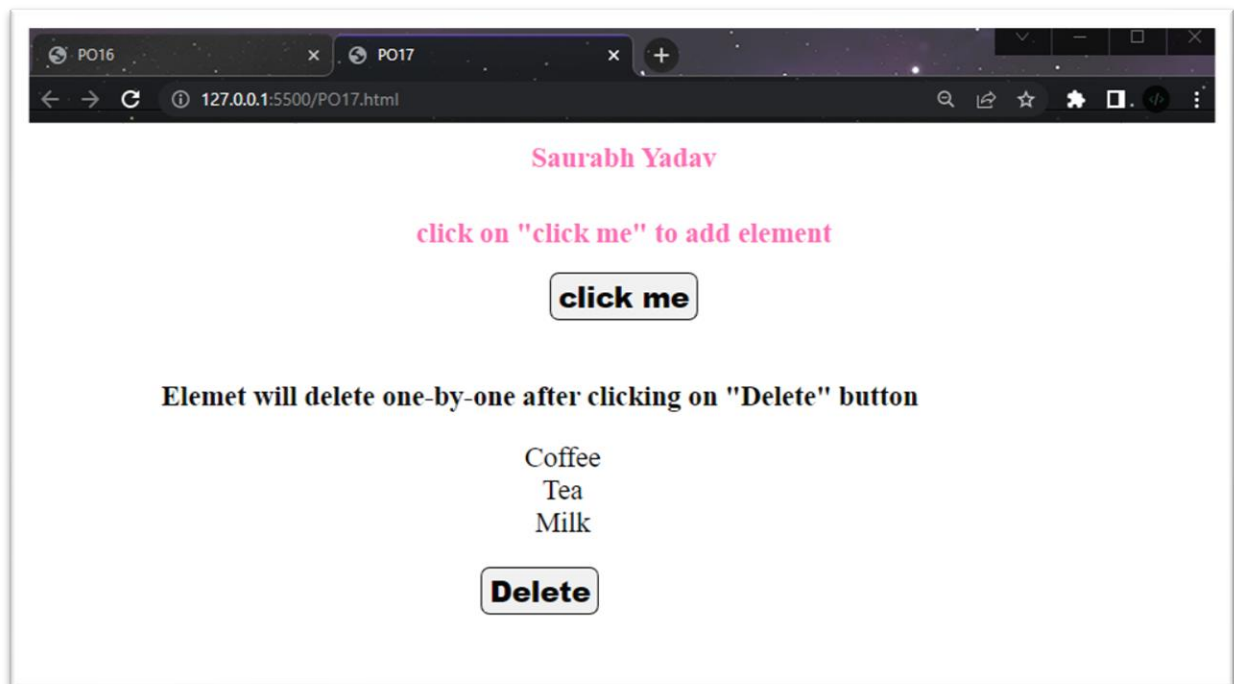 PO16
PO17
127.0.0.1:5500/PO17.html
Saurabh Yadav
click on "click me" to add element
click me
Elemet will delete one-by-one after clicking on "Delete" button
Coffee
Tea
Milk
Delete